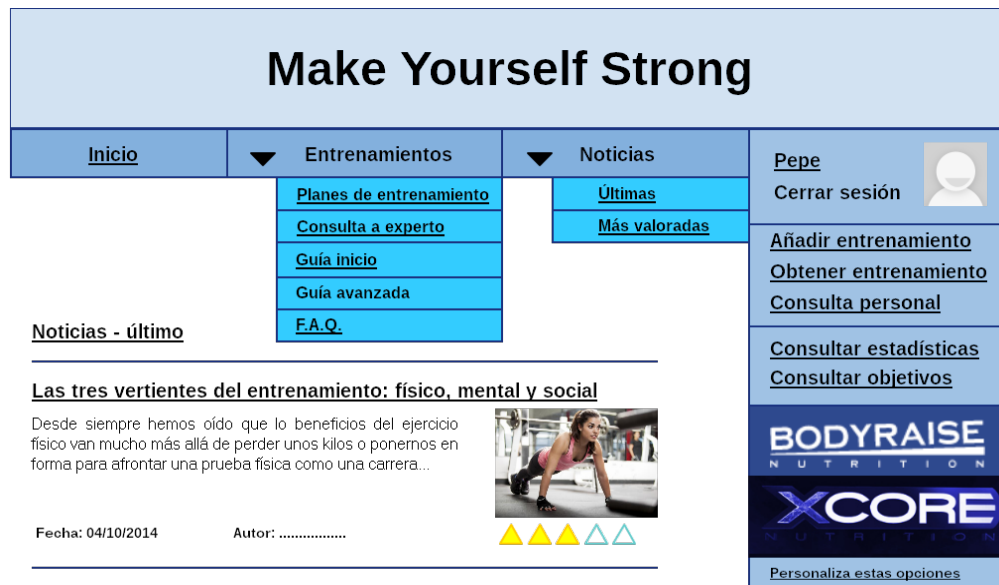 Make Yourself Strong
Inicio
Entrenamientos
Noticias
Pepe
Cerrar sesión
Planes de entrenamiento
Consulta a experto
Guía inicio
Guía avanzada
F.A.Q.
Últimas
Más valoradas
Añadir entrenamiento
Obtener entrenamiento
Consulta personal
Consultar estadísticas
Consultar objetivos
Noticias - último
Las tres vertientes del entrenamiento: físico, mental y social
Desde siempre hemos oído que lo beneficios del ejercicio
físico van mucho más allá de perder unos kilos o ponernos en
forma para afrontar una prueba física como una carrera...
Fecha: 04/10/2014
Autor: .................
BODYRAISE
NUTRITION
XCORE
NUTRITION
Personaliza estas opciones